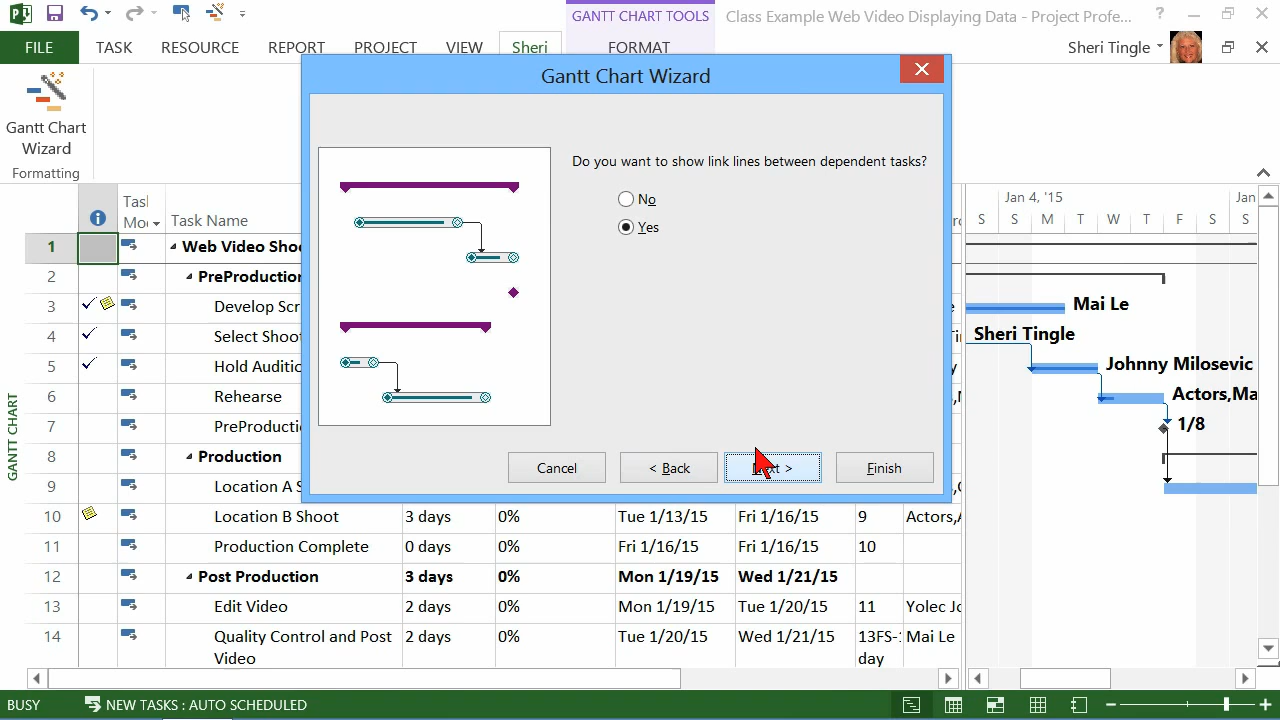 GANTT CHART TOOLS
Class Example Web Video Displaying Data - Project Profe...
FILE
TASK
RESOURCE
REPORT
PROJECT
VIEW
Sheri
FORMAT
Sheri Tingle
Gantt Chart Wizard
Gantt Chart
Wizard
Formatting
Do you want to show link lines between dependent tasks?
No
Yes
Cancel
< Back
>
Finish
Task Name
Jan 4, '15
Jan
S S M T W T F S S
1 Web Video Shoo
2 PreProduction
3 Develop Scr
4 Select Shoot
5 Hold Auditio
6 Rehearse
7 PreProductio
8 Production
9 Location A S
10 Location B Shoot 3 days 0% Tue 1/13/15 Fri 1/16/15 9 Actors,A
11 Production Complete 0 days 0% Fri 1/16/15 Fri 1/16/15 10
12 Post Production 3 days 0% Mon 1/19/15 Wed 1/21/15
13 Edit Video 2 days 0% Mon 1/19/15 Tue 1/20/15 11 Yolec Jo
14 Quality Control and Post 2 days 0% Tue 1/20/15 Wed 1/21/15 13FS- Mai Le
Video day
Mai Le
Sheri Tingle
Johnny Milosevic
Actors,Ma
1/8
GANTT CHART
BUSY
NEW TASKS : AUTO SCHEDULED